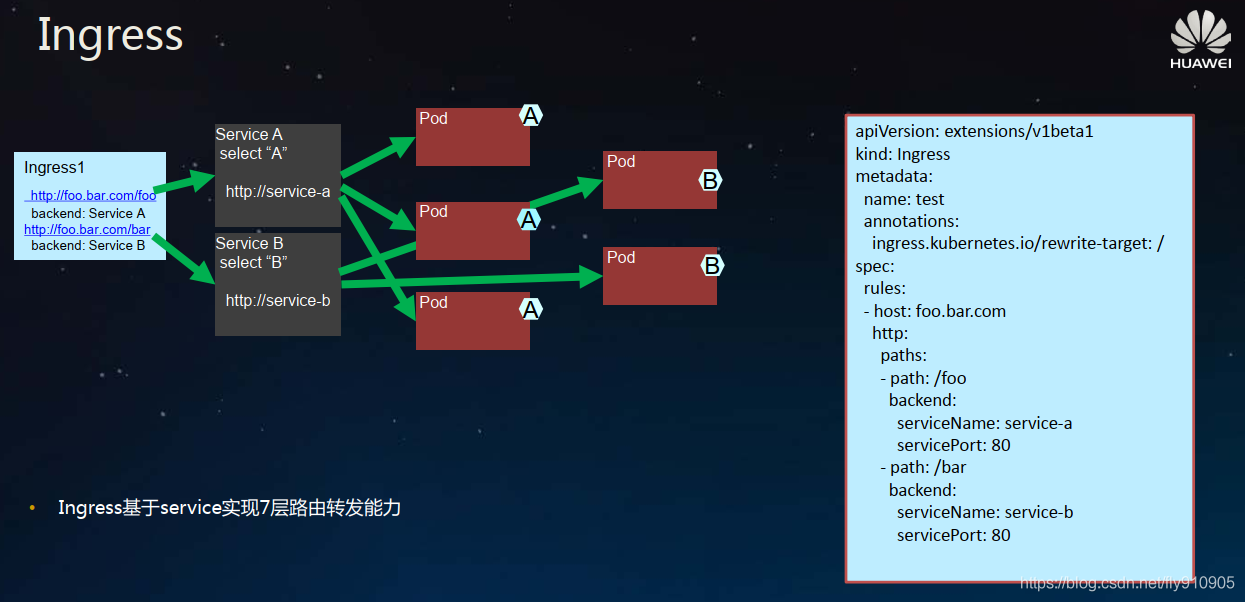 Ingress
HUAWEI
Ingress1
http://foo.bar.com/foo
backend: Service A
http://foo.bar.com/bar
backend: Service B
Service A
select “A”
http://service-a
Service B
select “B”
http://service-b
Pod
A
Pod
A
Pod
A
Pod
B
Pod
B
apiVersion: extensions/v1beta1
kind: Ingress
metadata:
name: test
annotations:
ingress.kubernetes.io/rewrite-target: /
spec:
rules:
- host: foo.bar.com
http:
paths:
- path: /foo
backend:
serviceName: service-a
servicePort: 80
- path: /bar
backend:
serviceName: service-b
servicePort: 80
• Ingress基于service实现7层路由转发能力
https://blog.csdn.net/fly910905